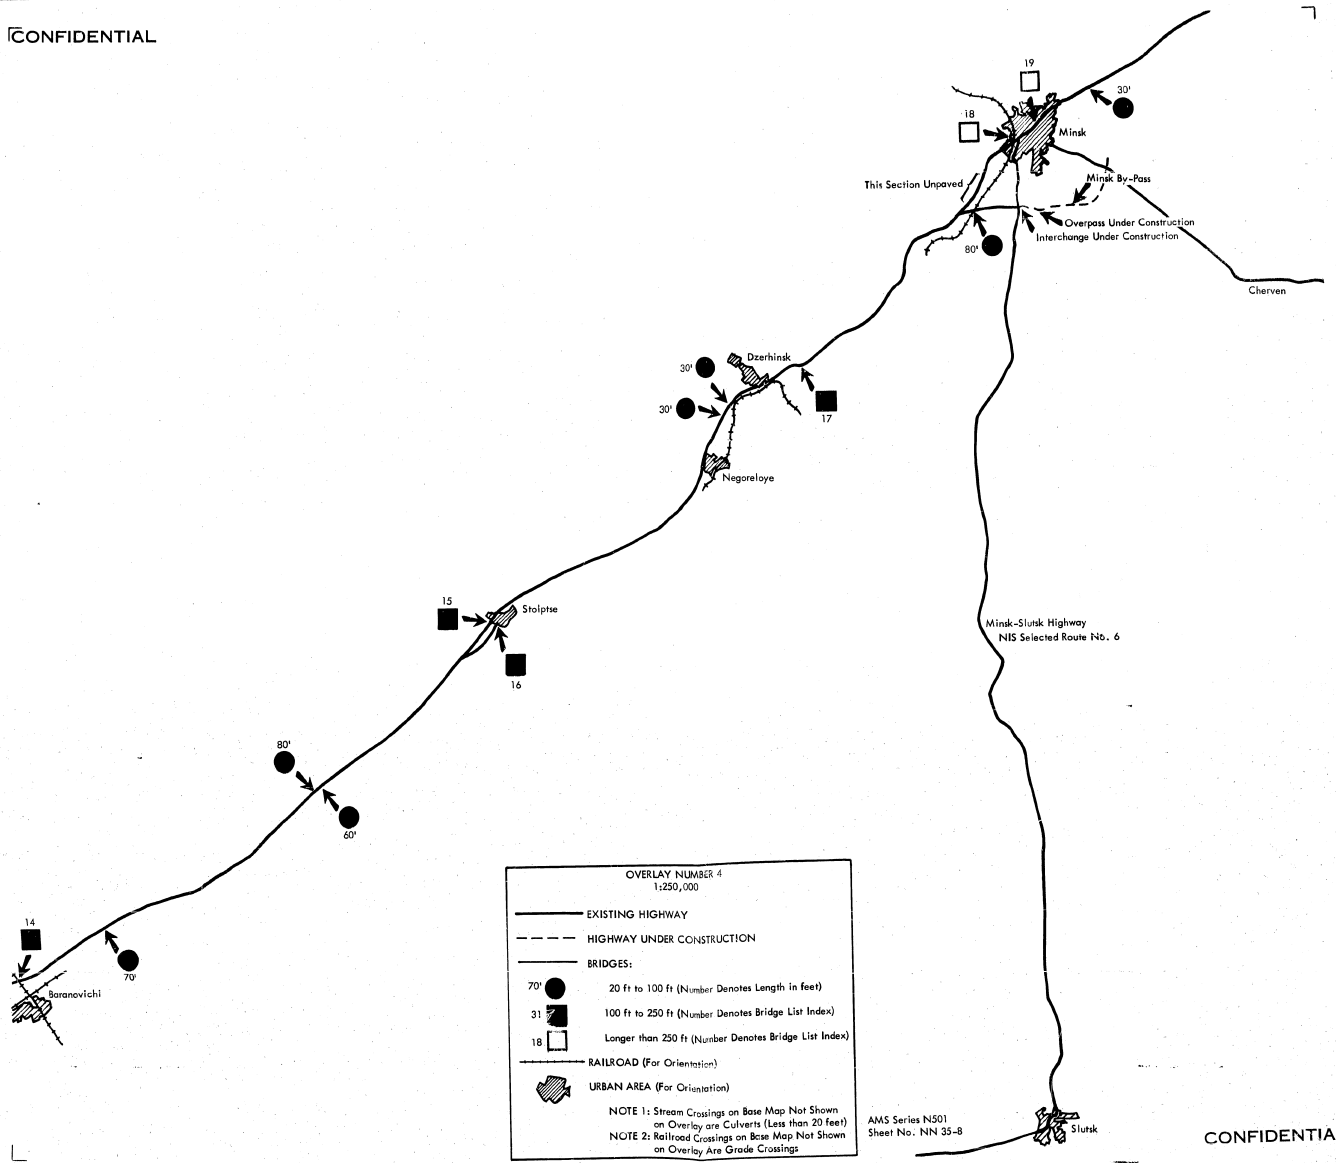 CONFIDENTIAL
19
30'
18
Minsk
This Section Unpaved
Minsk By-Pass
Overpass Under Construction
Interchange Under Construction
80'
Cherven
Dzerhinsk
30'
30'
17
Negoreloye
15
Stolptse
16
Minsk-Slutsk Highway
NIS Selected Route No. 6
80'
60'
14
70'
Baranovichi
OVERLAY NUMBER 4
1:250,000
EXISTING HIGHWAY
HIGHWAY UNDER CONSTRUCTION
BRIDGES:
70' 20 ft to 100 ft (Number Denotes Length in feet)
31 100 ft to 250 ft (Number Denotes Bridge List Index)
18 Longer than 250 ft (Number Denotes Bridge List Index)
RAILROAD (For Orientation)
URBAN AREA (For Orientation)
NOTE 1: Stream Crossings on Base Map Not Shown
on Overlay are Culverts (Less than 20 feet)
NOTE 2: Railroad Crossings on Base Map Not Shown
on Overlay Are Grade Crossings
AMS Series N501
Sheet No. NN 35-8
Slutsk
CONFIDENTIA